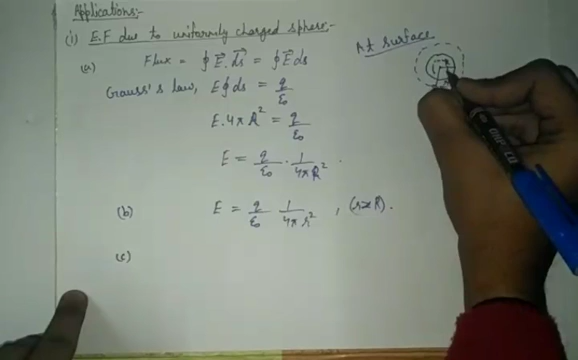 Applications:-
(i) E.F due to uniformly charged sphere:-
At surface
(a) Flux = ∮ E⃗. ds⃗ = ∮ E⃗ ds
Gauss's law, E∮ ds = q/ε₀
E. 4πR² = q/ε₀
E = q/ε₀ · 1/4πR² .
(b) E = q/ε₀ 1/4πr² , (r>R).
(c)